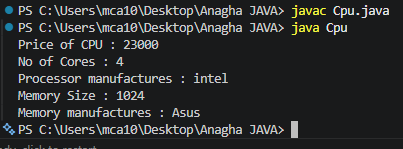 PS C:\Users\mca10\Desktop\Anagha JAVA> javac Cpu.java
PS C:\Users\mca10\Desktop\Anagha JAVA> java Cpu
Price of CPU : 23000
No of Cores : 4
Processor manufactures : intel
Memory Size : 1024
Memory manufactures : Asus
PS C:\Users\mca10\Desktop\Anagha JAVA>